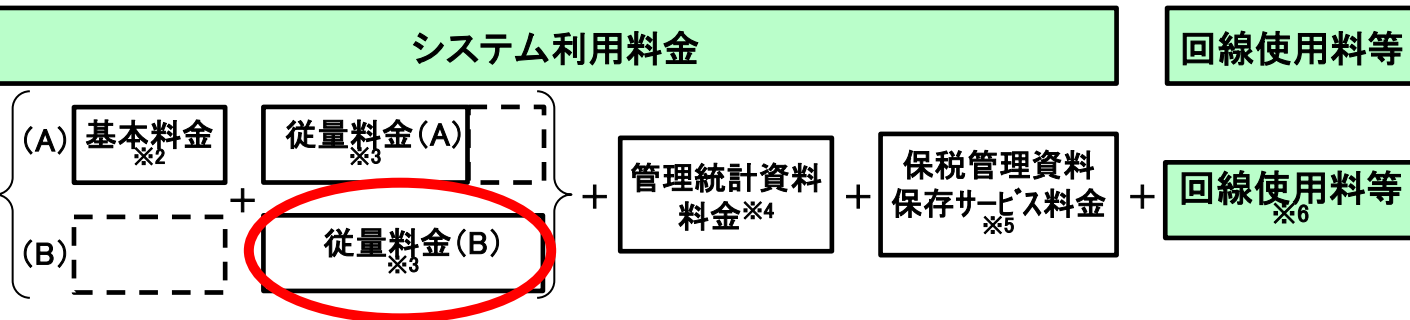 システム利用料金
回線使用料等
(A)
基本料金
※2
従量料金(A)
※3
+
(B)
従量料金(B)
※3
+
管理統計資料
料金※4
+
保税管理資料
保存サービス料金
※5
+
回線使用料等
※6